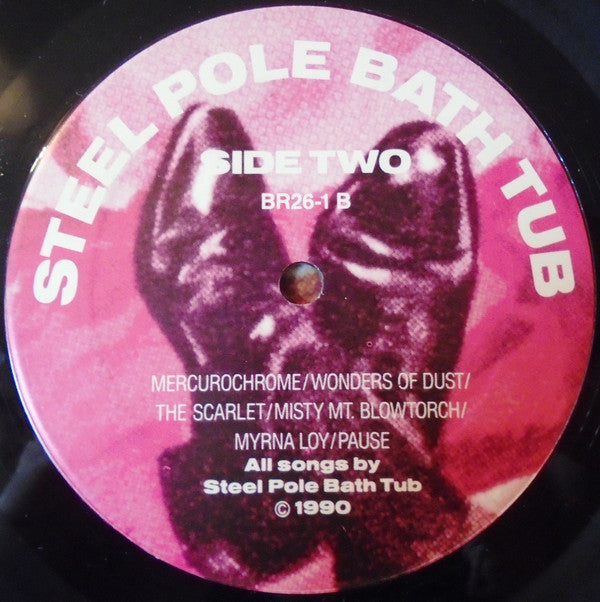 STEEL POLE BATH TUB
SIDE TWO
BR26-1 B
MERCUROCHROME/WONDERS OF DUST/
THE SCARLET/MISTY MT. BLOWTORCH/
MYRNA LOY/PAUSE
All songs by
Steel Pole Bath Tub
© 1990